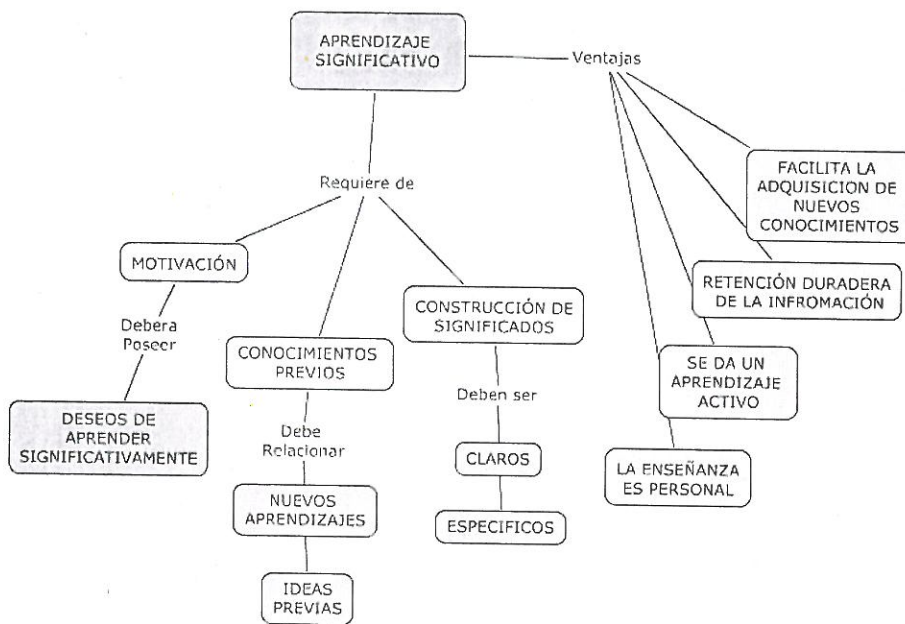 APRENDIZAJE
SIGNIFICATIVO
Ventajas
Requiere de
MOTIVACIÓN
Debera
Poseer
DESEOS DE
APRENDER
SIGNIFICATIVAMENTE
CONOCIMIENTOS
PREVIOS
Debe
Relacionar
NUEVOS
APRENDIZAJES
IDEAS
PREVIAS
CONSTRUCCIÓN DE
SIGNIFICADOS
Deben ser
CLAROS
ESPECIFICOS
FACILITA LA
ADQUISICION DE
NUEVOS
CONOCIMIENTOS
RETENCIÓN DURADERA
DE LA INFROMACIÓN
SE DA UN
APRENDIZAJE
ACTIVO
LA ENSEÑANZA
ES PERSONAL